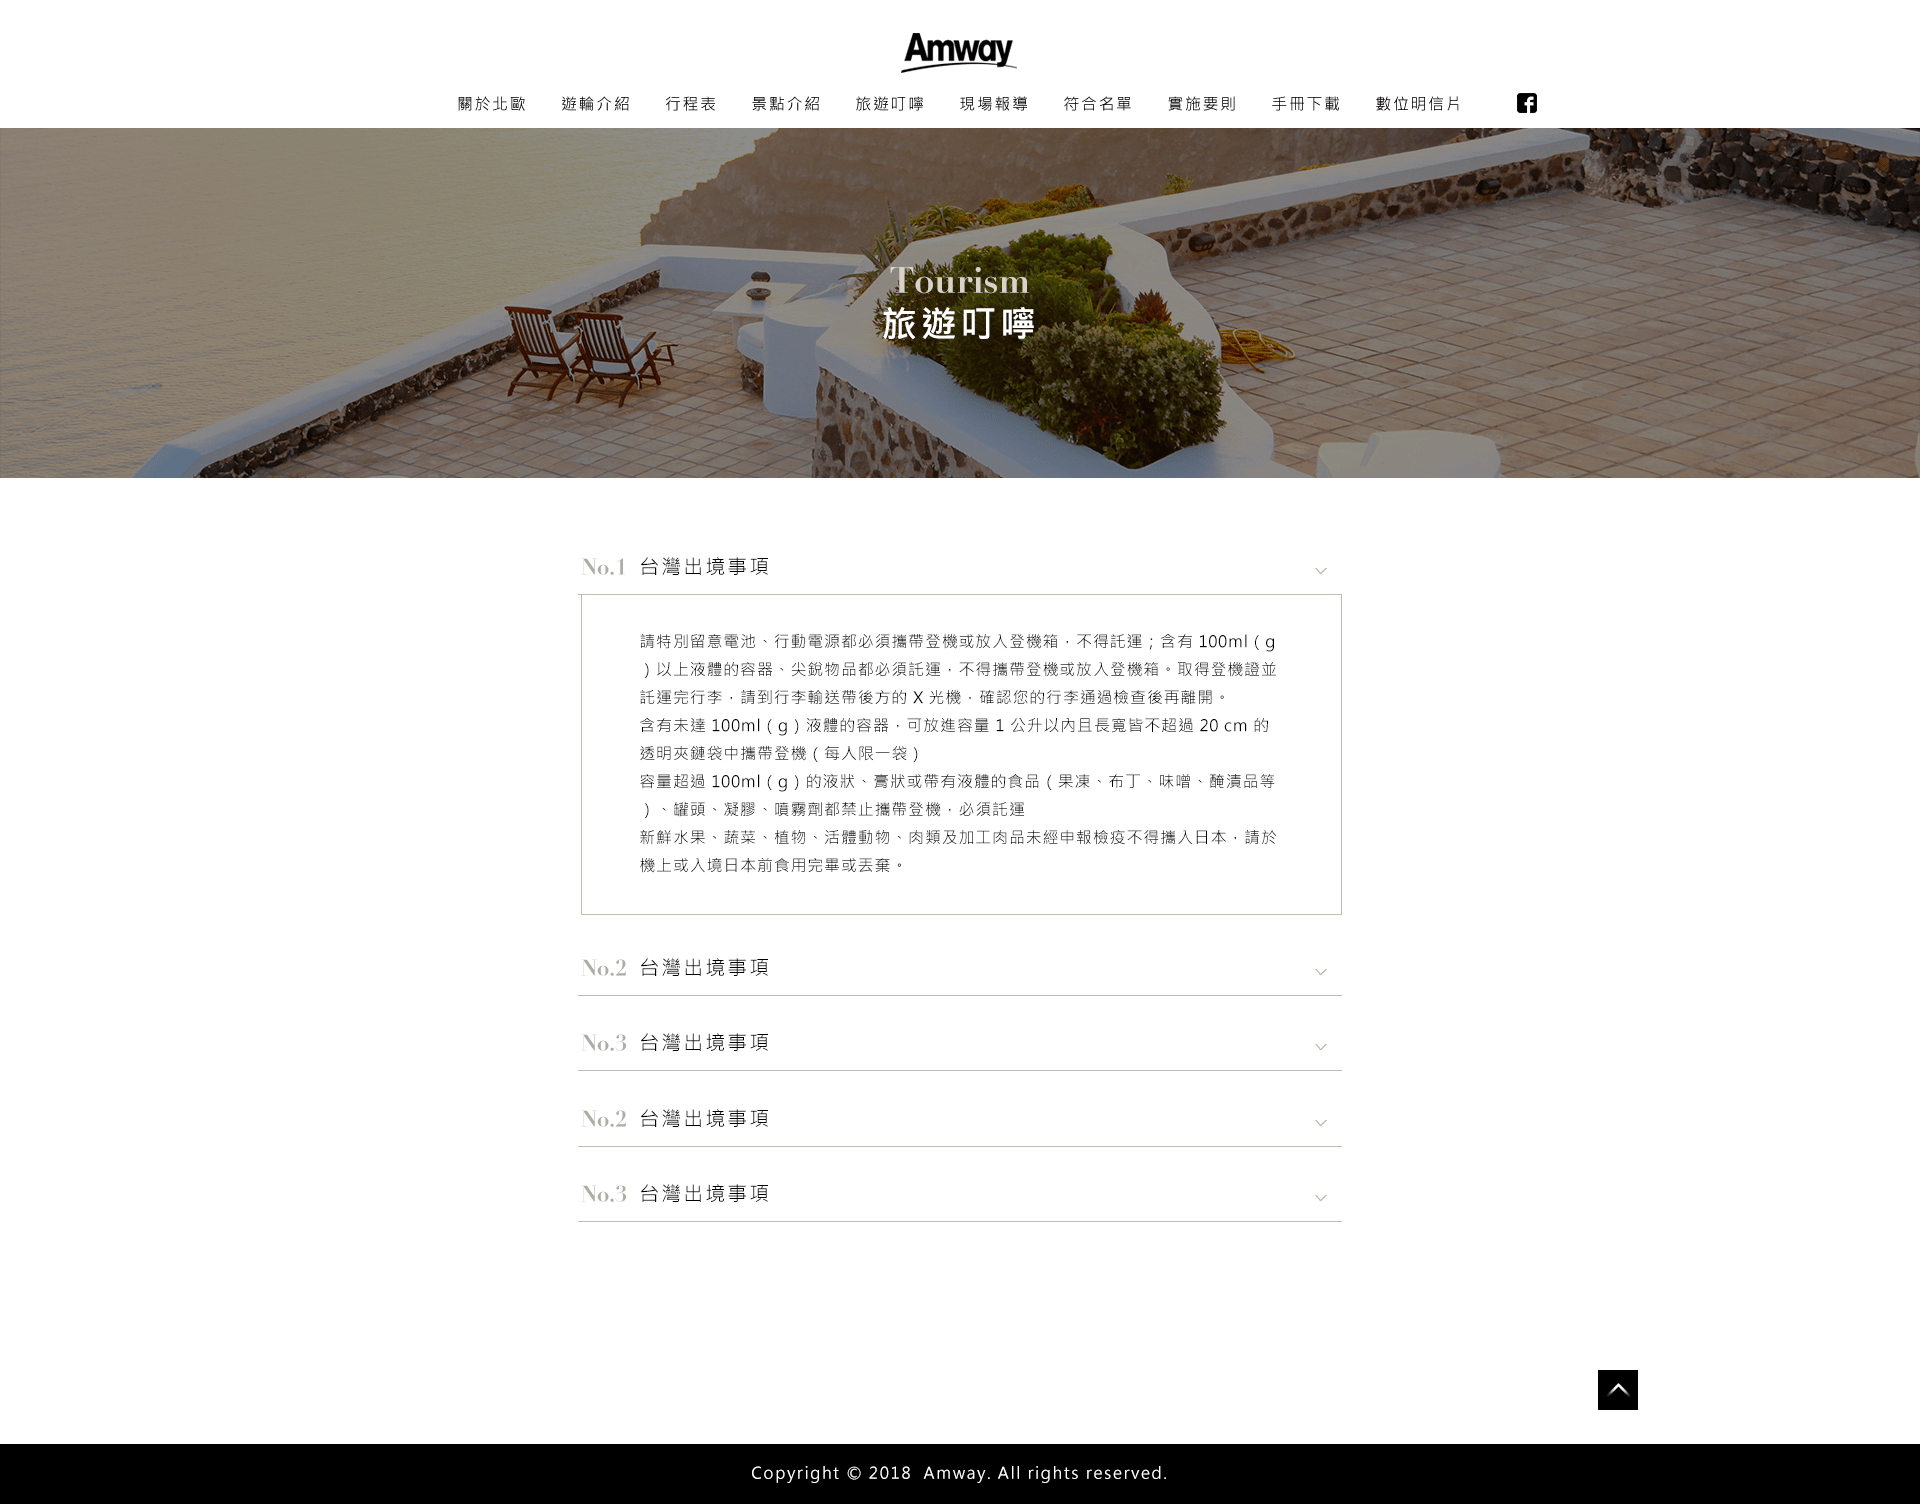 Amway
關於北歐 遊輪介紹 行程表 景點介紹 旅遊叮嚀 現場報導 符合名單 實施要則 手冊下載 數位明信片
Tourism
旅遊叮嚀
No.1 台灣出境事項
請特別留意電池、行動電源都必須攜帶登機或放入登機箱，不得託運；含有 100ml ( g
) 以上液體的容器、尖銳物品都必須託運，不得攜帶登機或放入登機箱。取得登機證並
託運完行李，請到行李輸送帶後方的 X 光機，確認您的行李通過檢查後再離開。
含有未達 100ml ( g ) 液體的容器，可放進容量 1 公升以內且長寬皆不超過 20 cm 的
透明夾鏈袋中攜帶登機 ( 每人限一袋 )
容量超過 100ml ( g ) 的液狀、膏狀或帶有液體的食品 ( 果凍、布丁、味噌、醃漬品等
) 、罐頭、凝膠、噴霧劑都禁止攜帶登機，必須託運
新鮮水果、蔬菜、植物、活體動物、肉類及加工肉品未經申報檢疫不得攜入日本，請於
機上或入境日本前食用完畢或丟棄。
No.2 台灣出境事項
No.3 台灣出境事項
No.2 台灣出境事項
No.3 台灣出境事項
Copyright © 2018 Amway. All rights reserved.